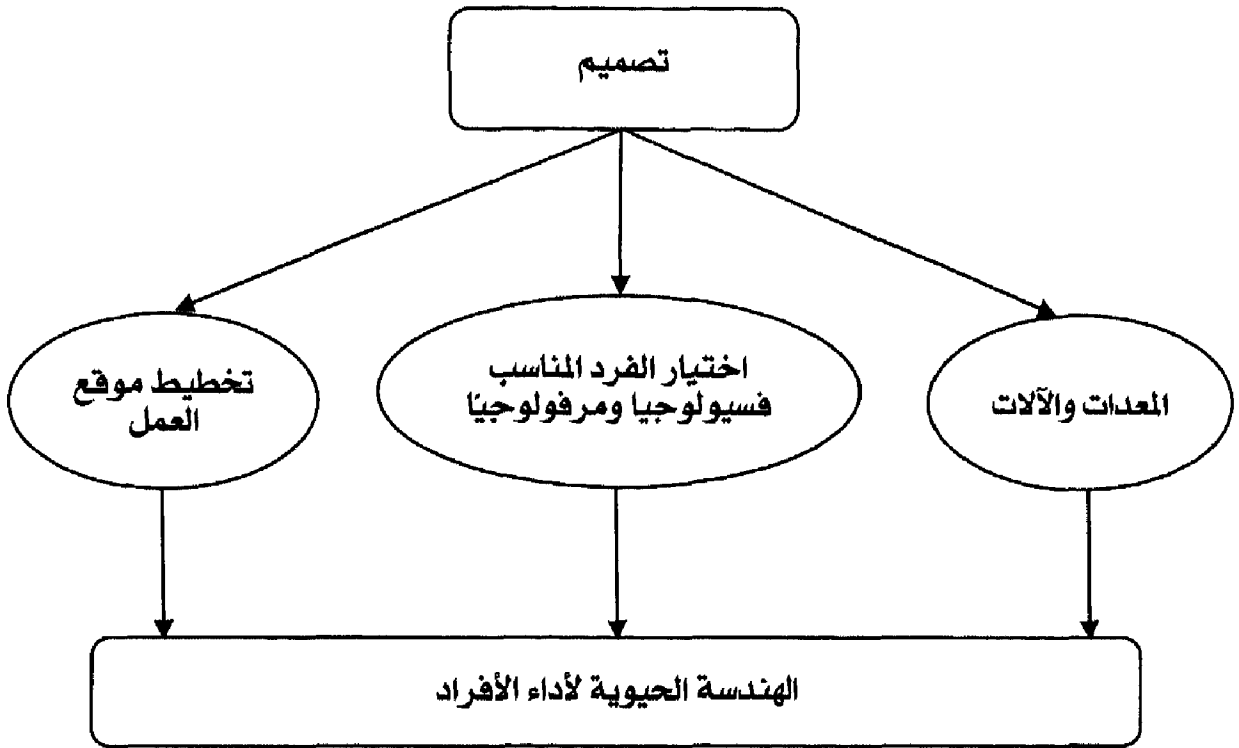 تصميم
المعدات والآلات
اختيار الفرد المناسب
فسيولوجيا ومرفولوجيًا
تخطيط موقع
العمل
الهندسة الحيوية لأداء الأفراد